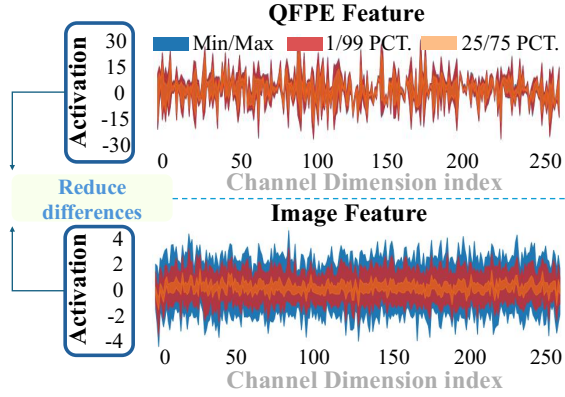 QFPE Feature
Min/Max 1/99 PCT. 25/75 PCT.
Activation
30
15
0
-15
-30
0 50 100 150 200 250
Channel Dimension index
Reduce
differences
Image Feature
Activation
4
2
0
-2
-4
0 50 100 150 200 250
Channel Dimension index